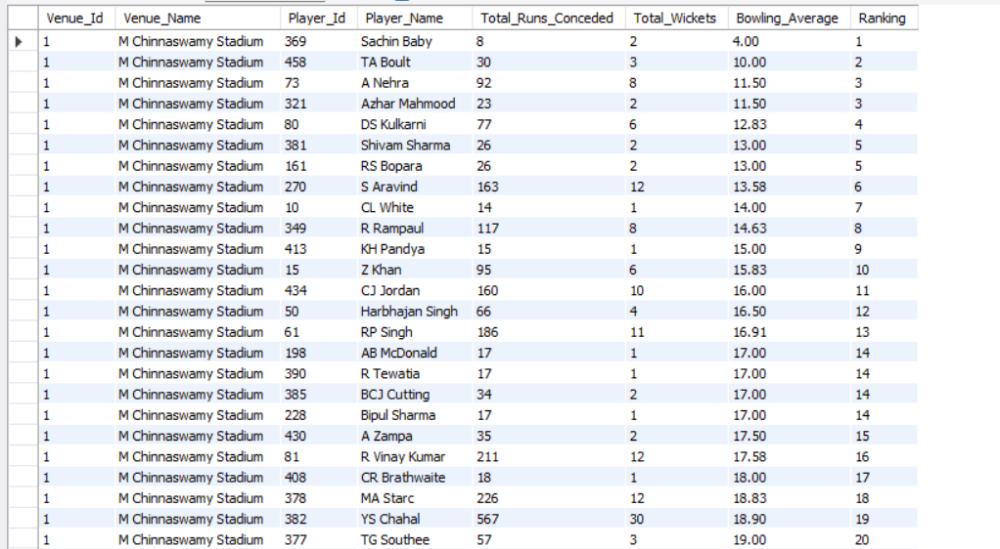 Venue_Id Venue_Name Player_Id Player_Name Total_Runs_Conceded Total_Wickets Bowling_Average Ranking
1 M Chinnaswamy Stadium 369 Sachin Baby 8 2 4.00 1
1 M Chinnaswamy Stadium 458 TA Boult 30 3 10.00 2
1 M Chinnaswamy Stadium 73 A Nehra 92 8 11.50 3
1 M Chinnaswamy Stadium 321 Azhar Mahmood 23 2 11.50 3
1 M Chinnaswamy Stadium 80 DS Kulkarni 77 6 12.83 4
1 M Chinnaswamy Stadium 381 Shivam Sharma 26 2 13.00 5
1 M Chinnaswamy Stadium 161 RS Bopara 26 2 13.00 5
1 M Chinnaswamy Stadium 270 S Aravind 163 12 13.58 6
1 M Chinnaswamy Stadium 10 CL White 14 1 14.00 7
1 M Chinnaswamy Stadium 349 R Rampaul 117 8 14.63 8
1 M Chinnaswamy Stadium 413 KH Pandya 15 1 15.00 9
1 M Chinnaswamy Stadium 15 Z Khan 95 6 15.83 10
1 M Chinnaswamy Stadium 434 CJ Jordan 160 10 16.00 11
1 M Chinnaswamy Stadium 50 Harbhajan Singh 66 4 16.50 12
1 M Chinnaswamy Stadium 61 RP Singh 186 11 16.91 13
1 M Chinnaswamy Stadium 198 AB McDonald 17 1 17.00 14
1 M Chinnaswamy Stadium 390 R Tewatia 17 1 17.00 14
1 M Chinnaswamy Stadium 385 BCJ Cutting 34 2 17.00 14
1 M Chinnaswamy Stadium 228 Bipul Sharma 17 1 17.00 14
1 M Chinnaswamy Stadium 430 A Zampa 35 2 17.50 15
1 M Chinnaswamy Stadium 81 R Vinay Kumar 211 12 17.58 16
1 M Chinnaswamy Stadium 408 CR Brathwaite 18 1 18.00 17
1 M Chinnaswamy Stadium 378 MA Starc 226 12 18.83 18
1 M Chinnaswamy Stadium 382 YS Chahal 567 30 18.90 19
1 M Chinnaswamy Stadium 377 TG Southee 57 3 19.00 20